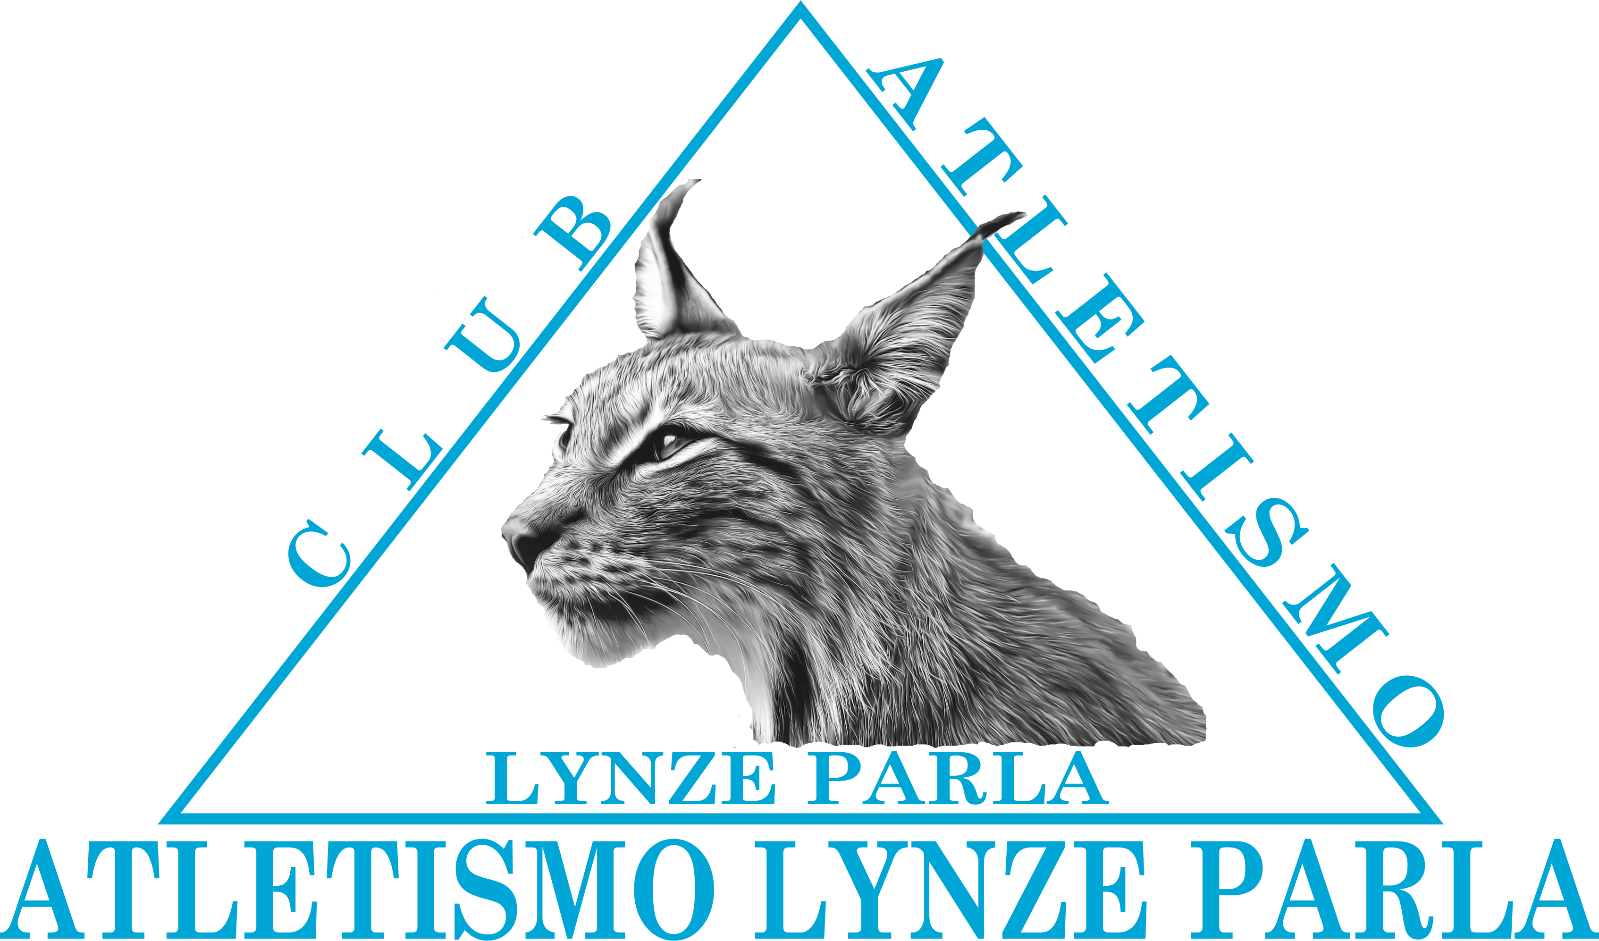 CLUB
ATLETISMO
LYNZE PARLA
ATLETISMO LYNZE PARLA